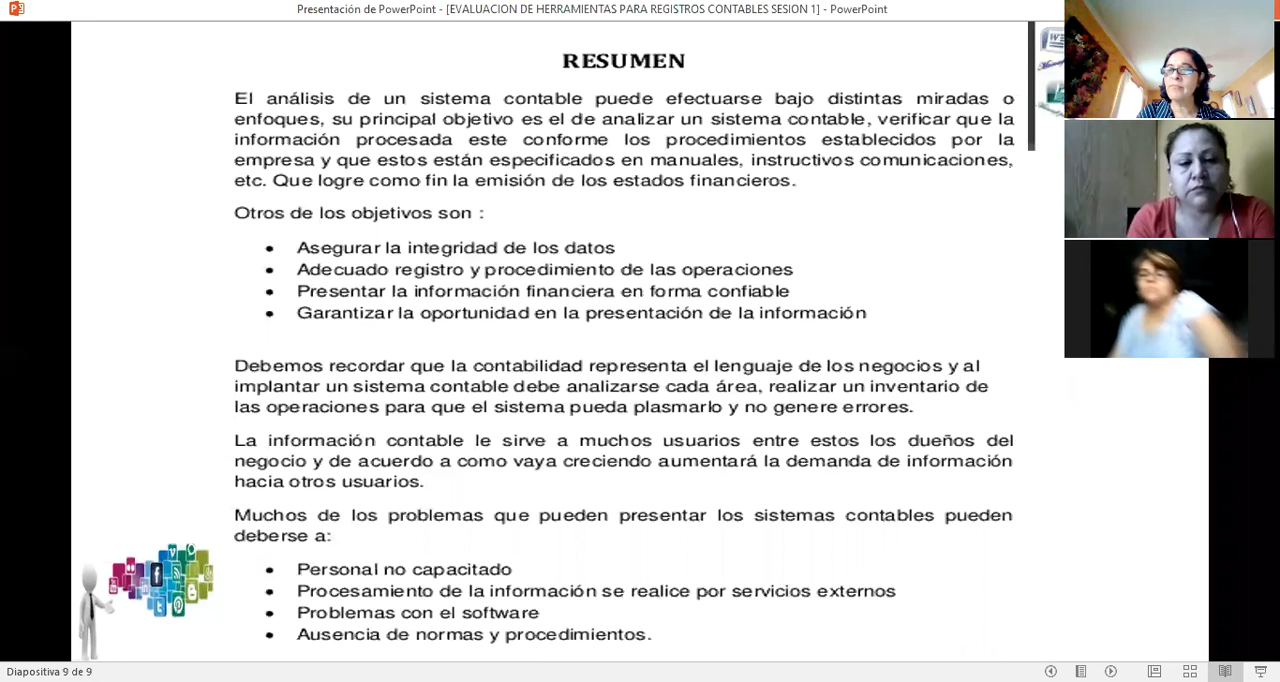 Presentación de PowerPoint - [EVALUACION DE HERRAMIENTAS PARA REGISTROS CONTABLES SESION 1] - PowerPoint
RESUMEN
El análisis de un sistema contable puede efectuarse bajo distintas miradas o
enfoques, su principal objetivo es el de analizar un sistema contable, verificar que la
información procesada este conforme los procedimientos establecidos por la
empresa y que estos están especificados en manuales, instructivos comunicaciones,
etc. Que logre como fin la emisión de los estados financieros.
Otros de los objetivos son :
• Asegurar la integridad de los datos
• Adecuado registro y procedimiento de las operaciones
• Presentar la información financiera en forma confiable
• Garantizar la oportunidad en la presentación de la información
Debemos recordar que la contabilidad representa el lenguaje de los negocios y al
implantar un sistema contable debe analizarse cada área, realizar un inventario de
las operaciones para que el sistema pueda plasmarlo y no genere errores.
La información contable le sirve a muchos usuarios entre estos los dueños del
negocio y de acuerdo a como vaya creciendo aumentará la demanda de información
hacia otros usuarios.
Muchos de los problemas que pueden presentar los sistemas contables pueden
deberse a:
• Personal no capacitado
• Procesamiento de la información se realice por servicios externos
• Problemas con el software
• Ausencia de normas y procedimientos.
Diapositiva 9 de 9